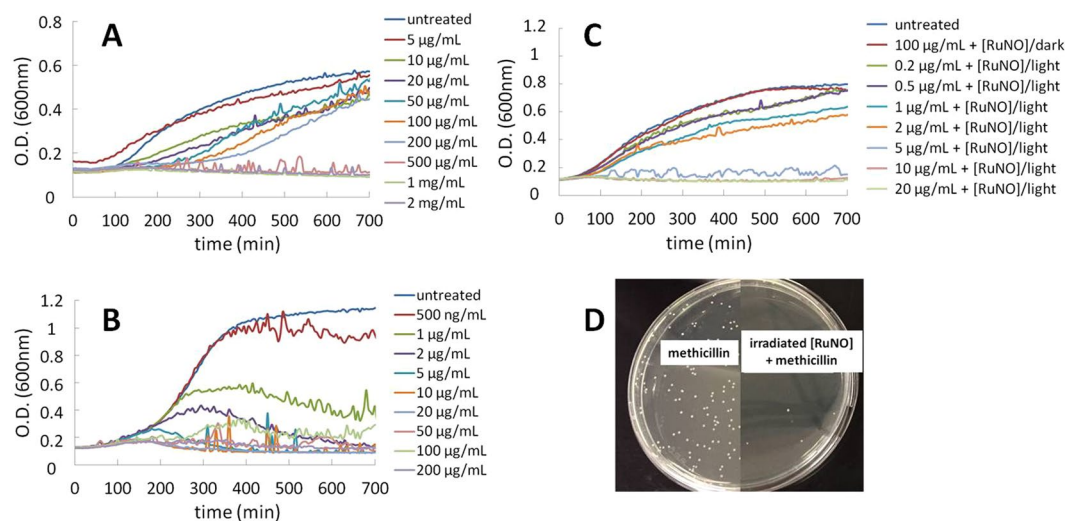 A
O.D. (600nm)
0.8
0.6
0.4
0.2
0
0 100 200 300 400 500 600 700
time (min)
untreated
5 µg/mL
10 µg/mL
20 µg/mL
50 µg/mL
100 µg/mL
200 µg/mL
500 µg/mL
1 mg/mL
2 mg/mL
C
O.D. (600nm)
1.2
1
0.8
0.6
0.4
0.2
0
0 100 200 300 400 500 600 700
time (min)
untreated
100 µg/mL + [RuNO]/dark
0.2 µg/mL + [RuNO]/light
0.5 µg/mL + [RuNO]/light
1 µg/mL + [RuNO]/light
2 µg/mL + [RuNO]/light
5 µg/mL + [RuNO]/light
10 µg/mL + [RuNO]/light
20 µg/mL + [RuNO]/light
B
O.D. (600nm)
1.2
1
0.8
0.6
0.4
0.2
0
0 100 200 300 400 500 600 700
time (min)
untreated
500 ng/mL
1 µg/mL
2 µg/mL
5 µg/mL
10 µg/mL
20 µg/mL
50 µg/mL
100 µg/mL
200 µg/mL
D
methicillin
irradiated [RuNO]
+ methicillin